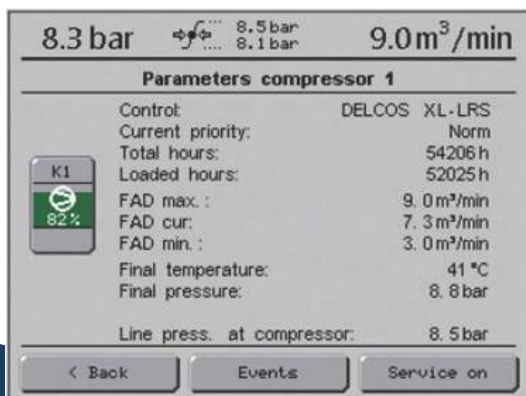 8.3 bar 8.5 bar 9.0 m³/min
8.1 bar
Parameters compressor 1
Control: DELCOS XL-LRS
Current priority: Norm
Total hours: 54206 h
Loaded hours: 52025 h
K1
82%
FAD max. : 9. 0 m³/min
FAD cur: 7. 3 m³/min
FAD min. : 3. 0 m³/min
Final temperature: 41 °C
Final pressure: 8. 8 bar
Line press. at compressor: 8. 5 bar
< Back Events Service on